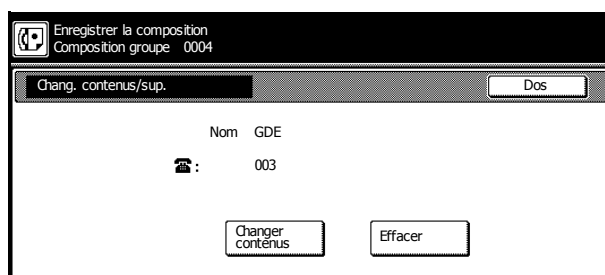 Enregistrer la composition
Composition groupe 0004
Chang. contenus/sup.
Dos
Nom GDE
☎: 003
Changer
contenus
Effacer